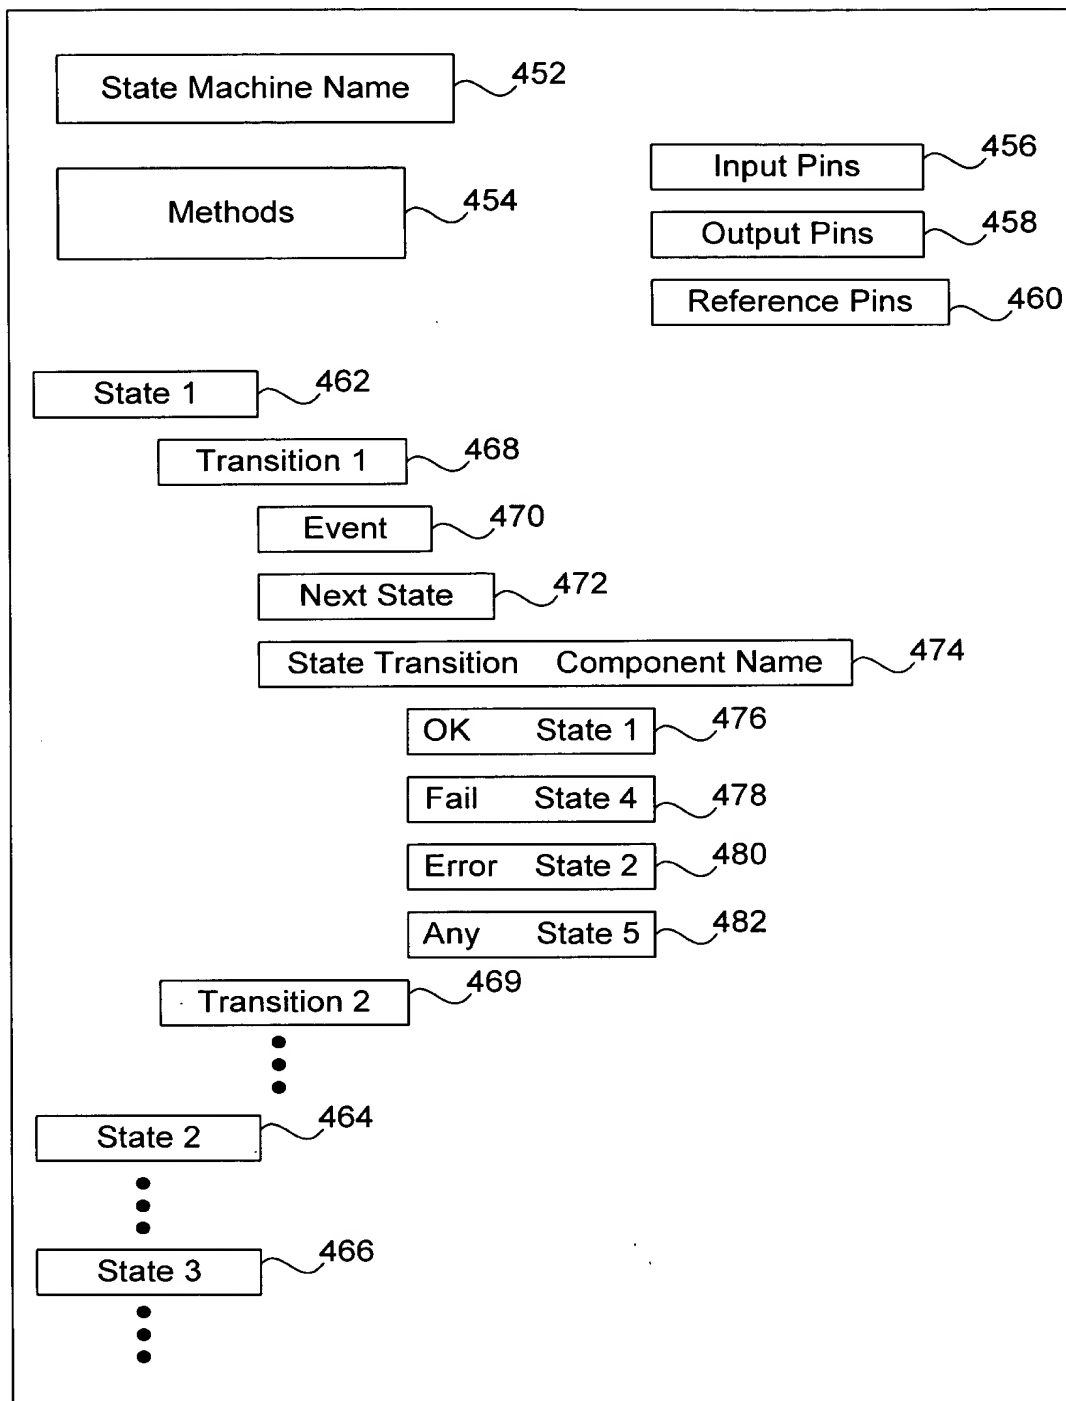 State Machine Name 452
Methods 454
Input Pins 456
Output Pins 458
Reference Pins 460
State 1 462
Transition 1 468
Event 470
Next State 472
State Transition Component Name 474
OK State 1 476
Fail State 4 478
Error State 2 480
Any State 5 482
Transition 2 469
State 2 464
State 3 466